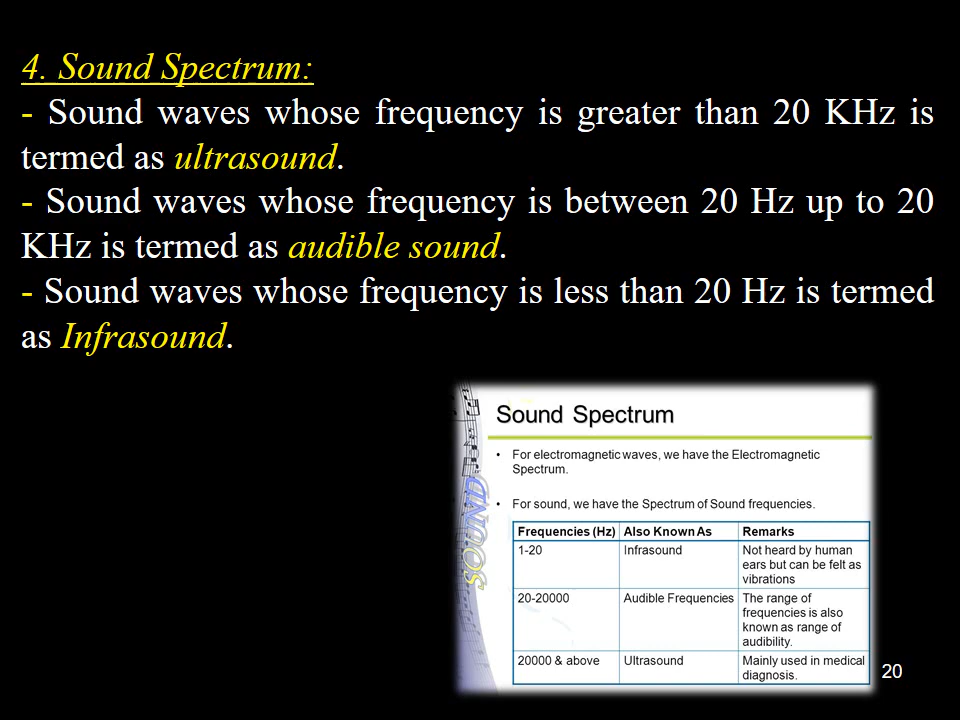 4. Sound Spectrum:
- Sound waves whose frequency is greater than 20 KHz is
termed as ultrasound.
- Sound waves whose frequency is between 20 Hz up to 20
KHz is termed as audible sound.
- Sound waves whose frequency is less than 20 Hz is termed
as Infrasound.
Sound Spectrum
• For electromagnetic waves, we have the Electromagnetic
Spectrum.
• For sound, we have the Spectrum of Sound frequencies.
SOUND
Frequencies (Hz) Also Known As Remarks
1-20 Infrasound Not heard by human
ears but can be felt as
vibrations
20-20000 Audible Frequencies The range of
frequencies is also
known as range of
audibility.
20000 & above Ultrasound Mainly used in medical
diagnosis.
20